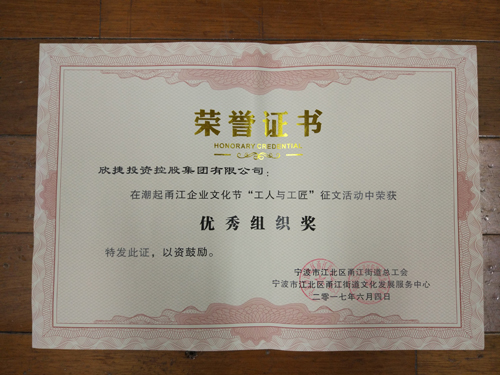 荣誉证书
HONORARY CREDENTIAL
欣捷投资控股集团有限公司：
在潮起甬江企业文化节“工人与工匠”征文活动中荣获
优秀组织奖
特发此证，以资鼓励。
宁波市江北区甬江街道总工会
宁波市江北区甬江街道文化发展服务中心
二零一七年六月四日